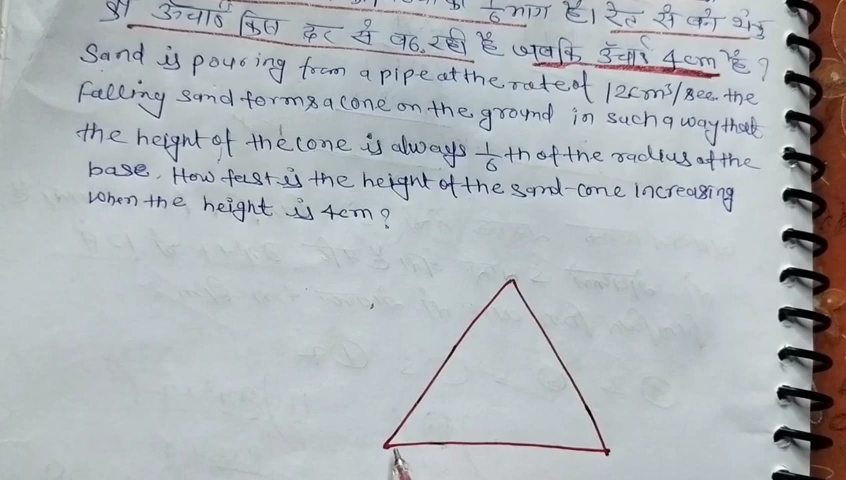 1/6 भाग है। रेत से बने शंकु
की ऊँचाई किस दर से बढ़ रही है जबकि ऊँचाई 4cm है?
Sand is pouring from a pipe at the rate of 12cm³/sec. the
falling sand forms a cone on the ground in such a way that
the height of the cone is always 1/6 th of the radius of the
base. How fast is the height of the sand-cone increasing
when the height is 4cm?